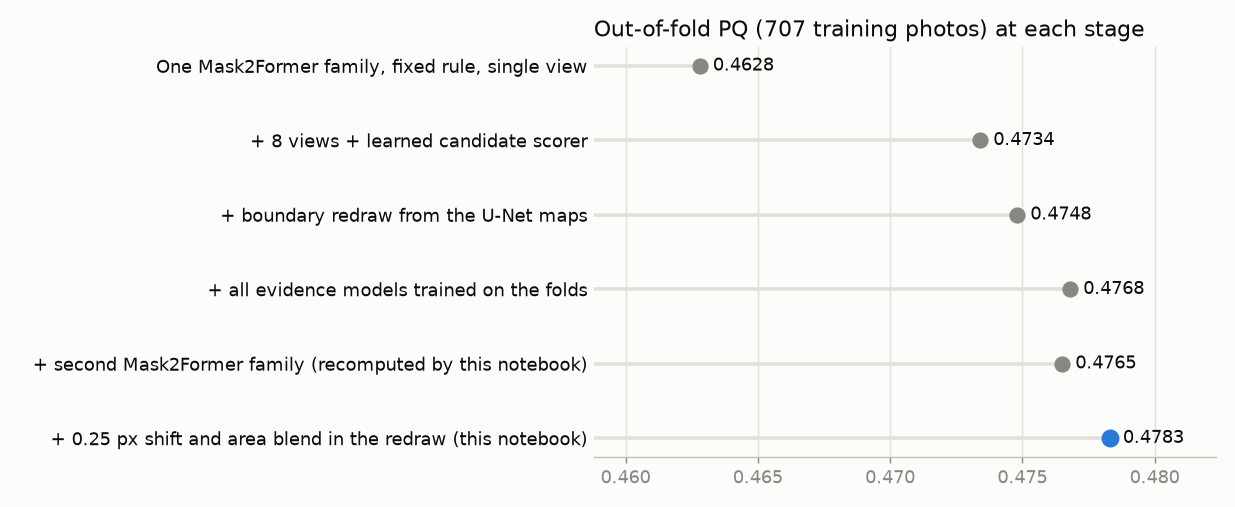 Out-of-fold PQ (707 training photos) at each stage
One Mask2Former family, fixed rule, single view 0.4628
+ 8 views + learned candidate scorer 0.4734
+ boundary redraw from the U-Net maps 0.4748
+ all evidence models trained on the folds 0.4768
+ second Mask2Former family (recomputed by this notebook) 0.4765
+ 0.25 px shift and area blend in the redraw (this notebook) 0.4783
0.460 0.465 0.470 0.475 0.480